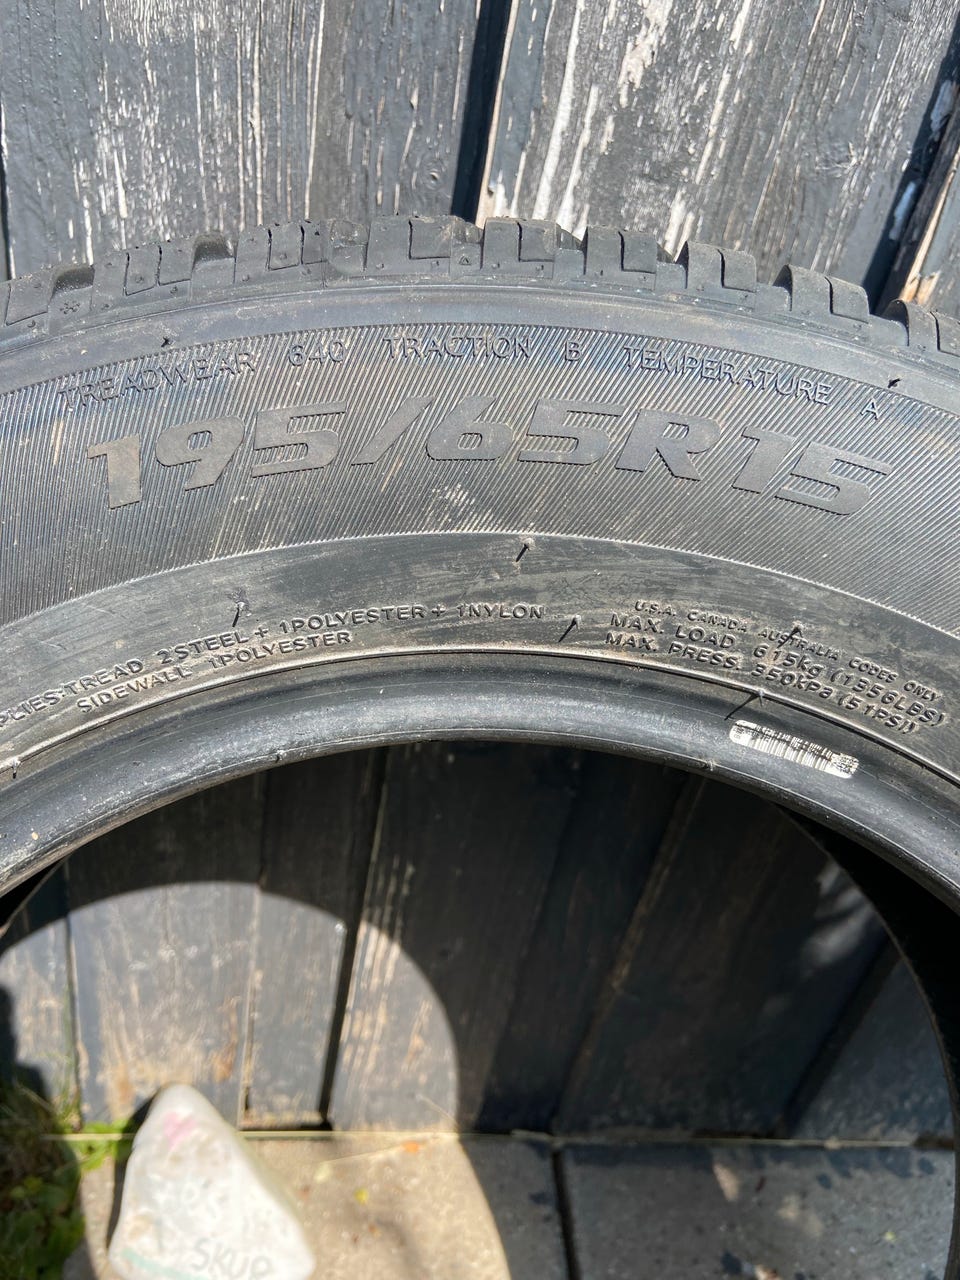 TREADWEAR 640 TRACTION B TEMPERATURE A
195/65R15
PLIES:TREAD 2STEEL + 1POLYESTER + 1NYLON
SIDEWALL 1POLYESTER
U.S.A. CANADA AUSTRALIA CODES ONLY
MAX. LOAD 615kg (1356LBS)
MAX. PRESS. 350kPa (51PSI)
SKUR